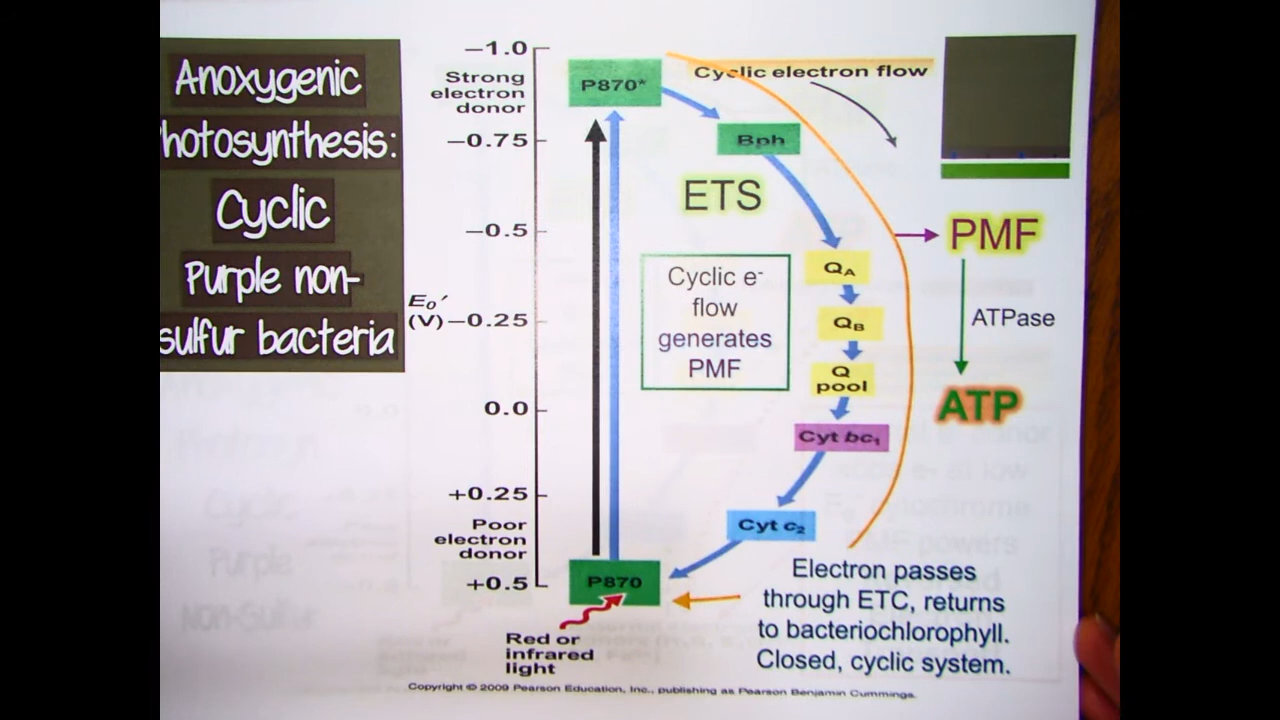 Anoxygenic
hotosynthesis:
Cyclic
Purple non-
sulfur bacteria
−1.0
Strong
electron
donor
−0.75
−0.5
E₀′
(V)
−0.25
0.0
+0.25
Poor
electron
donor
+0.5
P870*
Cyclic electron flow
Bph
ETS
Cyclic e⁻
flow
generates
PMF
QA
QB
Q
pool
Cyt bc₁
Cyt c₂
P870
Red or
infrared
light
PMF
ATPase
ATP
Electron passes
through ETC, returns
to bacteriochlorophyll.
Closed, cyclic system.
Copyright © 2009 Pearson Education, Inc., publishing as Pearson Benjamin Cummings.